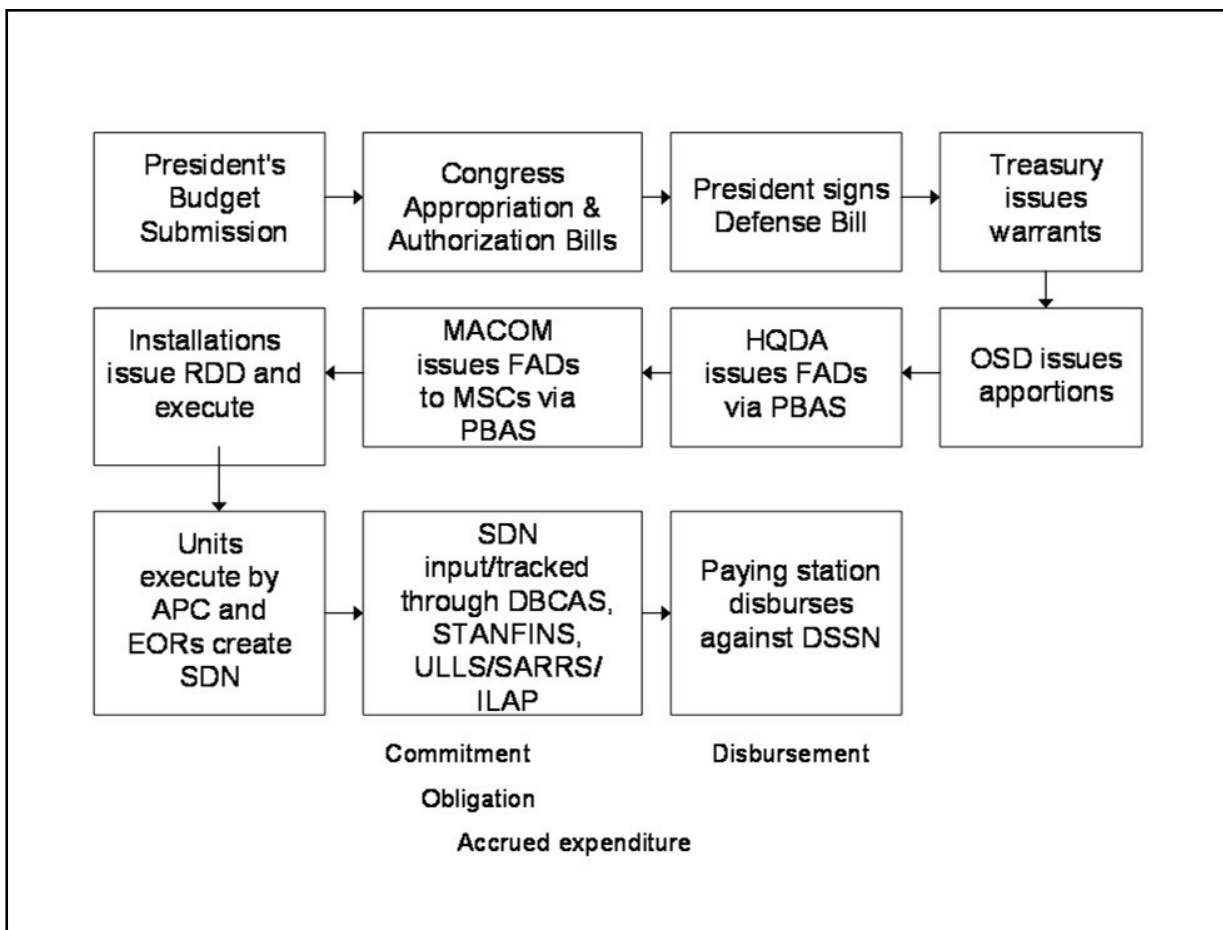 President's
Budget
Submission
Congress
Appropriation &
Authorization Bills
President signs
Defense Bill
Treasury
issues
warrants
OSD issues
apportions
HQDA
issues FADs
via PBAS
MACOM
issues FADs
to MSCs via
PBAS
Installations
issue RDD and
execute
Units
execute by
APC and
EORs create
SDN
SDN
input/tracked
through DBCAS,
STANFINS,
ULLS/SARRS/
ILAP
Paying station
disburses
against DSSN
Commitment
Disbursement
Obligation
Accrued expenditure